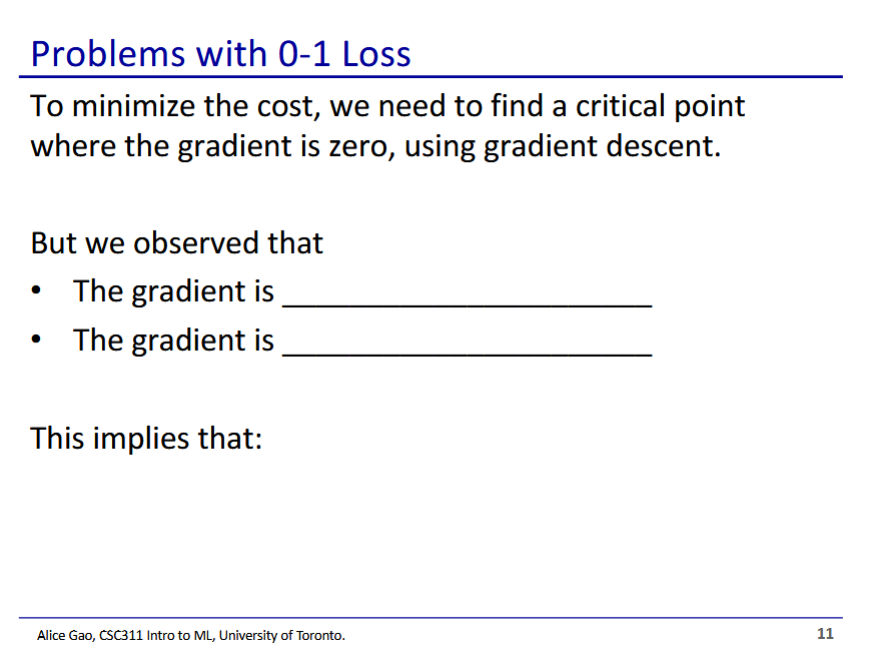 Problems with 0-1 Loss
To minimize the cost, we need to find a critical point
where the gradient is zero, using gradient descent.
But we observed that
• The gradient is ______________________
• The gradient is ______________________
This implies that:
Alice Gao, CSC311 Intro to ML, University of Toronto.
11